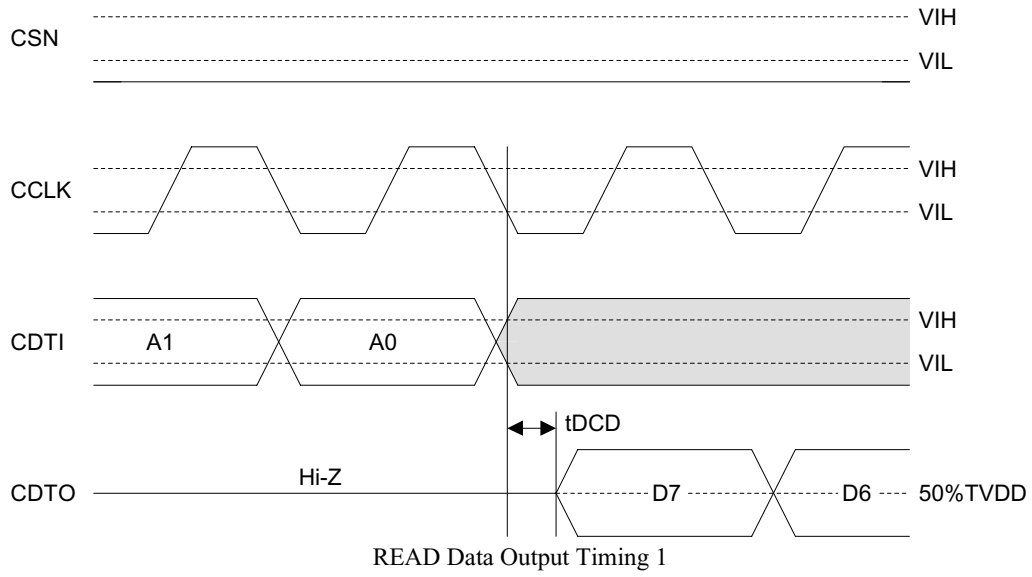 CSN
VIH
VIL
CCLK
VIH
VIL
CDTI
A1
A0
VIH
VIL
tDCD
CDTO
Hi-Z
D7
D6
50%TVDD
READ Data Output Timing 1